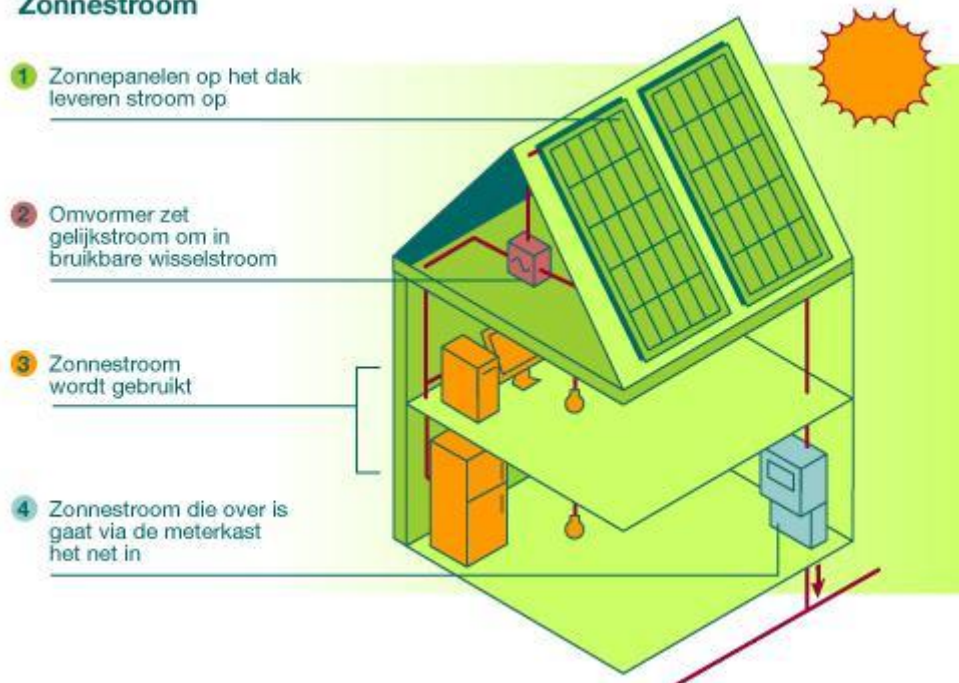 Zonnestroom
1 Zonnepanelen op het dak
leveren stroom op
2 Omvormer zet
gelijkstroom om in
bruikbare wisselstroom
3 Zonnestroom
wordt gebruikt
4 Zonnestroom die over is
gaat via de meterkast
het net in